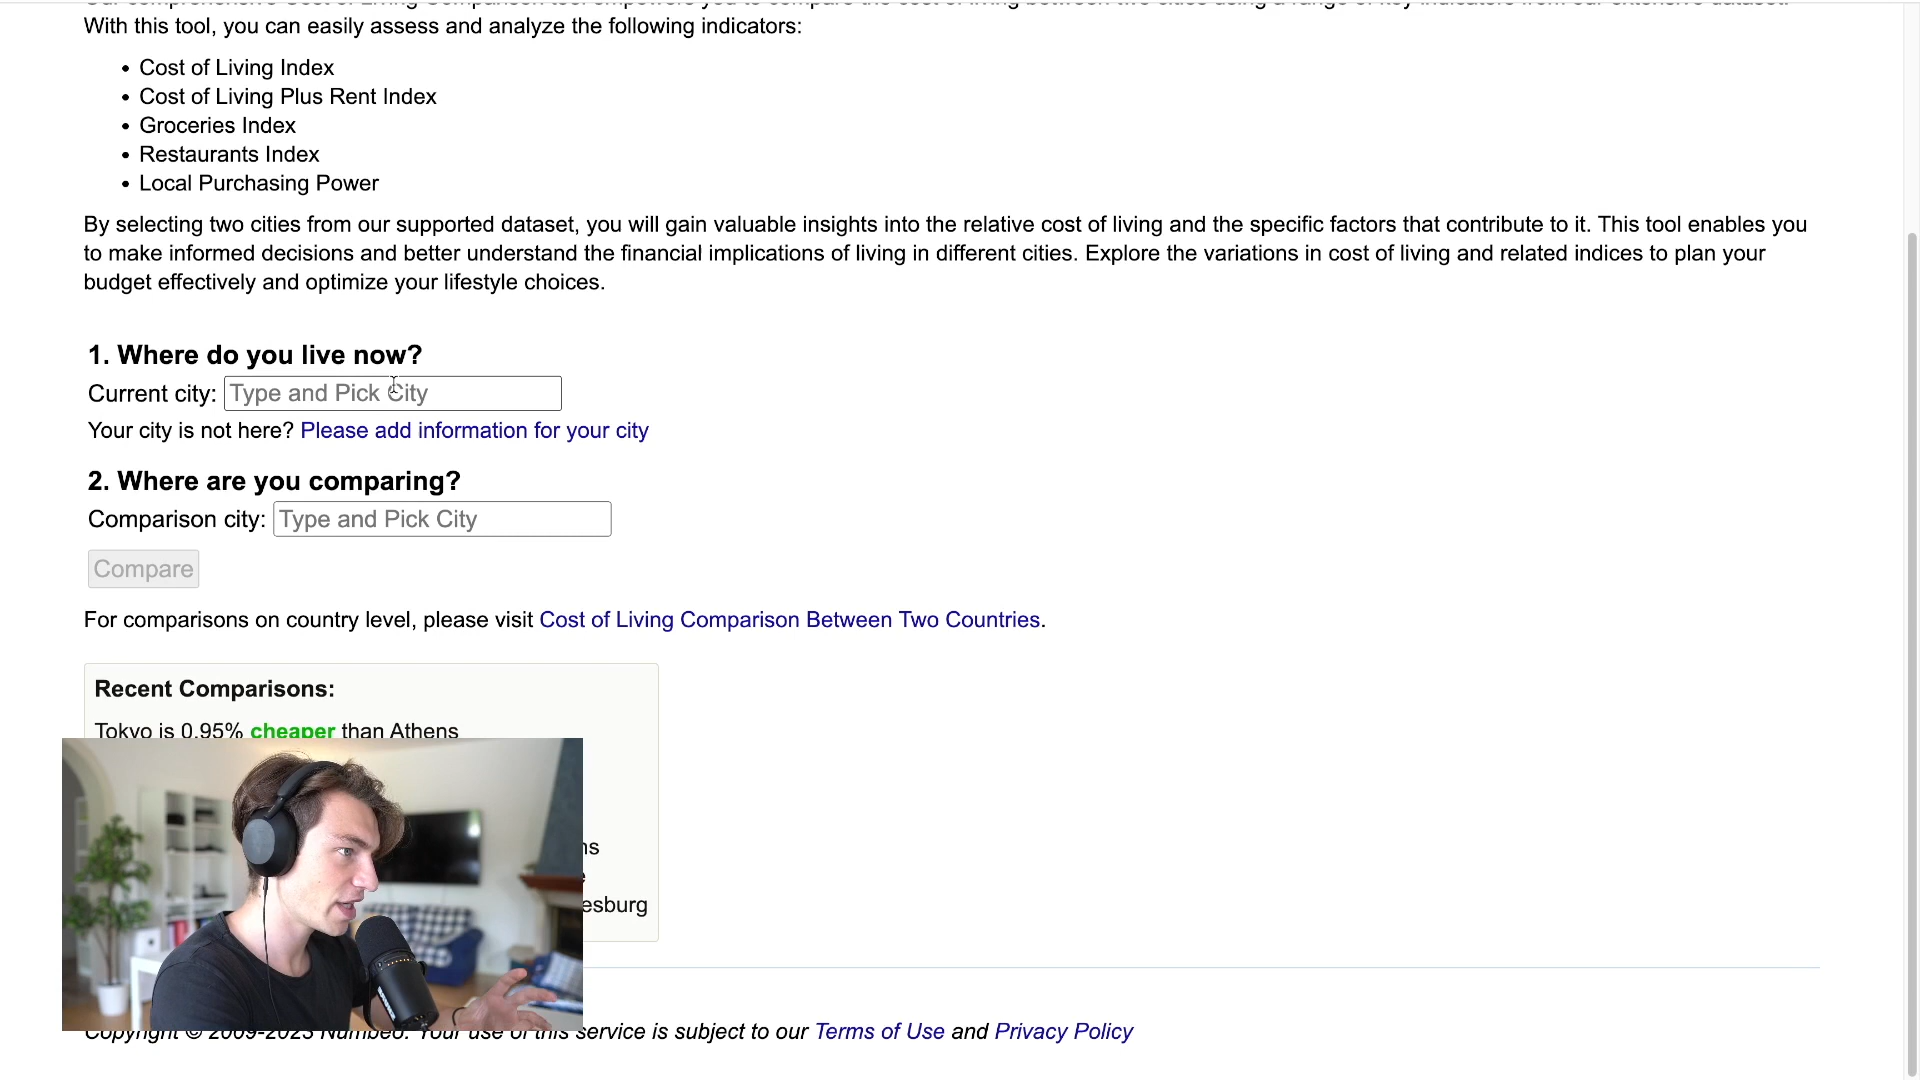 With this tool, you can easily assess and analyze the following indicators:
• Cost of Living Index
• Cost of Living Plus Rent Index
• Groceries Index
• Restaurants Index
• Local Purchasing Power
By selecting two cities from our supported dataset, you will gain valuable insights into the relative cost of living and the specific factors that contribute to it. This tool enables you
to make informed decisions and better understand the financial implications of living in different cities. Explore the variations in cost of living and related indices to plan your
budget effectively and optimize your lifestyle choices.
1. Where do you live now?
Current city: Type and Pick City
Your city is not here? Please add information for your city
2. Where are you comparing?
Comparison city: Type and Pick City
Compare
For comparisons on country level, please visit Cost of Living Comparison Between Two Countries.
Recent Comparisons:
Tokyo is 0.95% cheaper than Athens
Copyright © 2009-2023 Numbeo. Your use of this service is subject to our Terms of Use and Privacy Policy